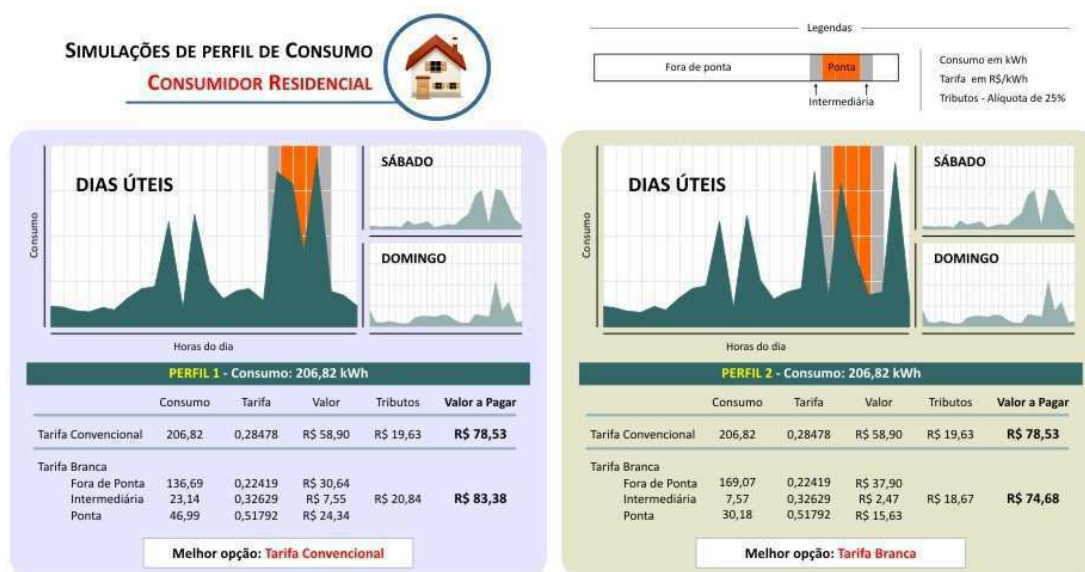 SIMULAÇÕES DE PERFIL DE CONSUMO
CONSUMIDOR RESIDENCIAL
Legendas
Fora de ponta
Ponta
Intermediária
Consumo em kWh
Tarifa em R$/kWh
Tributos - Alíquota de 25%
DIAS ÚTEIS
Consumo
Horas do dia
SÁBADO
DOMINGO
PERFIL 1 - Consumo: 206,82 kWh
Consumo Tarifa Valor Tributos Valor a Pagar
Tarifa Convencional 206,82 0,28478 R$ 58,90 R$ 19,63 R$ 78,53
Tarifa Branca
Fora de Ponta 136,69 0,22419 R$ 30,64
Intermediária 23,14 0,32629 R$ 7,55 R$ 20,84 R$ 83,38
Ponta 46,99 0,51792 R$ 24,34
Melhor opção: Tarifa Convencional
DIAS ÚTEIS
Consumo
Horas do dia
SÁBADO
DOMINGO
PERFIL 2 - Consumo: 206,82 kWh
Consumo Tarifa Valor Tributos Valor a Pagar
Tarifa Convencional 206,82 0,28478 R$ 58,90 R$ 19,63 R$ 78,53
Tarifa Branca
Fora de Ponta 169,07 0,22419 R$ 37,90
Intermediária 7,57 0,32629 R$ 2,47 R$ 18,67 R$ 74,68
Ponta 30,18 0,51792 R$ 15,63
Melhor opção: Tarifa Branca